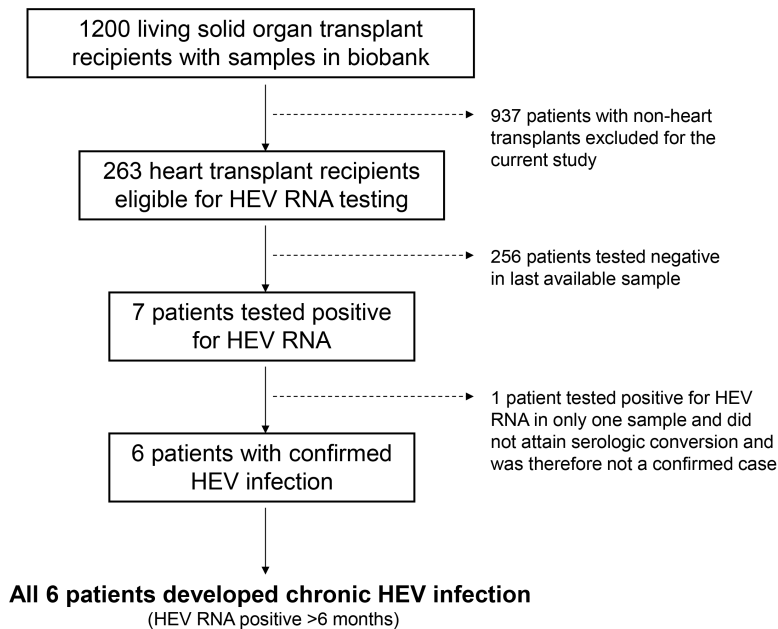 1200 living solid organ transplant
recipients with samples in biobank
937 patients with non-heart
transplants excluded for the
current study
263 heart transplant recipients
eligible for HEV RNA testing
256 patients tested negative
in last available sample
7 patients tested positive
for HEV RNA
1 patient tested positive for HEV
RNA in only one sample and did
not attain serologic conversion and
was therefore not a confirmed case
6 patients with confirmed
HEV infection
All 6 patients developed chronic HEV infection
(HEV RNA positive >6 months)